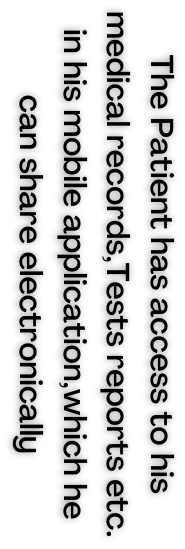 The Patient has access to his
medical records,Tests reports etc.
in his mobile application,which he
can share electronically